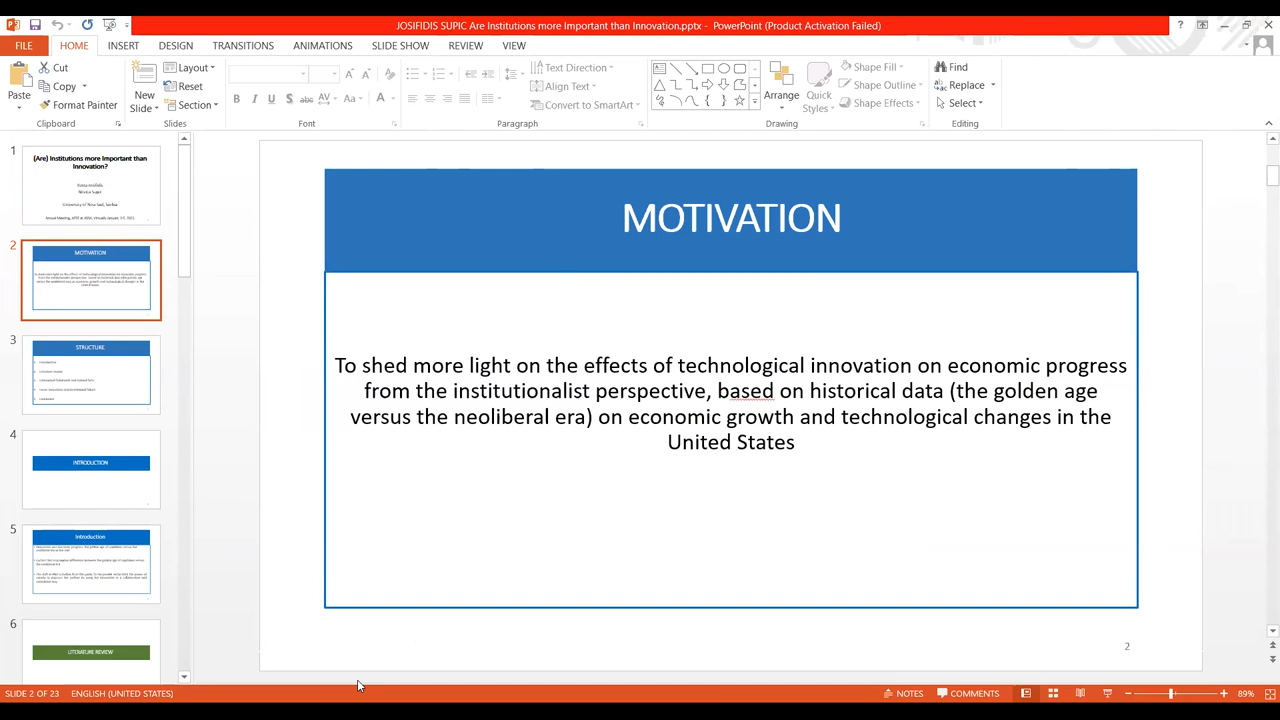 JOSIFIDIS SUPIC Are Institutions more Important than Innovation.pptx - PowerPoint (Product Activation Failed)
FILE HOME INSERT DESIGN TRANSITIONS ANIMATIONS SLIDE SHOW REVIEW VIEW
Paste
Cut
Copy
Format Painter
Clipboard
New
Slide
Layout
Reset
Section
Slides
Font
Text Direction
Align Text
Convert to SmartArt
Paragraph
Arrange
Quick
Styles
Shape Fill
Shape Outline
Shape Effects
Drawing
Find
Replace
Select
Editing
1
(Are) Institutions more Important than
Innovation?
University of Novi Sad, Serbia
2
MOTIVATION
3
STRUCTURE
4
INTRODUCTION
5
Introduction
6
LITERATURE REVIEW
MOTIVATION
To shed more light on the effects of technological innovation on economic progress
from the institutionalist perspective, based on historical data (the golden age
versus the neoliberal era) on economic growth and technological changes in the
United States
2
SLIDE 2 OF 23 ENGLISH (UNITED STATES) NOTES COMMENTS 89%